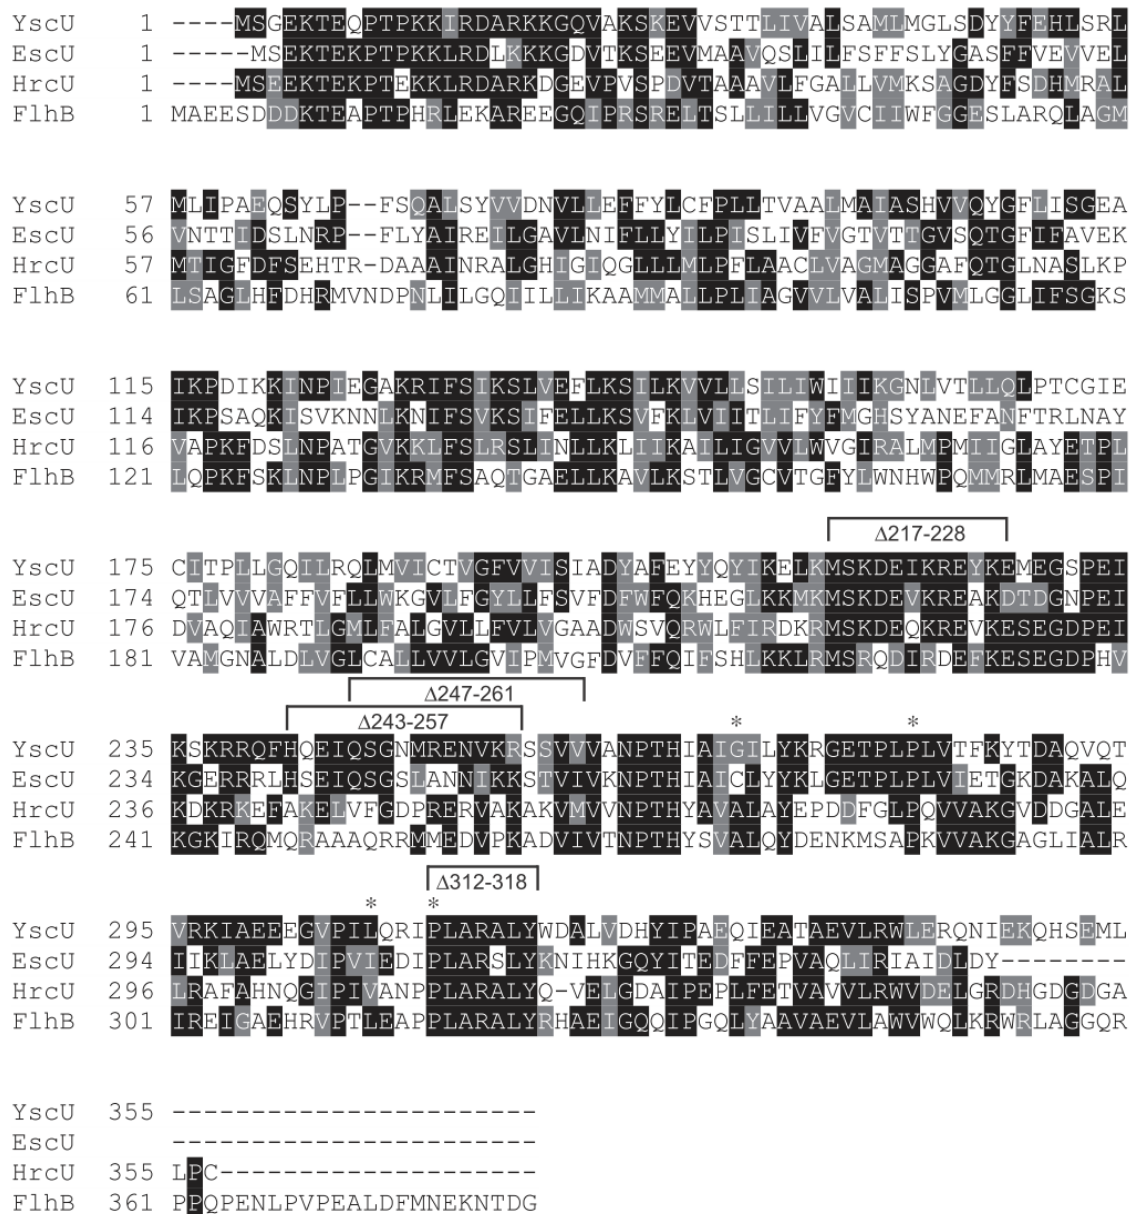 YscU 1 ----MSGEKTEQPTPKKIRDARKKGQVAKSKEVVSTTLIVALSAMLMGLSDYYFEHLSRL
EscU 1 -----MSEKTEKPTPKKLRDLKKKGDVTKSEEVMAAVQSLILFSFFSLYGASFFVEVVEL
HrcU 1 ----MSEEKTEKPTEKKLRDARKDGEVPVSPDVTAAAVLFGALLVMKSAGDYFSDHMRAL
FlhB 1 MAEESDDDKTEAPTPHRLEKAREEGQIPRSRELTSLLILLVGVCIIWFGGESLARQLAGM
YscU 57 MLIPAEQSYLP--FSQALSYVVDNVLLEFFYLCFPLLTVAALMAIASHVVQYGFLISGEA
EscU 56 VNTTIDSLNRP--FLYAIREILGAVLNIFLLYILPISLIVFVGTVTTGVSQTGFIFAVEK
HrcU 57 MTIGFDFSEHTR-DAAAINRALGHIGIQGLLLMLPFLAACLVAGMAGGAFQTGLNASLKP
FlhB 61 LSAGLHFDHRMVNDPNLILGQIILLIKAAMMALLPLIAGVVLVALISPVMLGGLIFSGKS
YscU 115 IKPDIKKINPIEGAKRIFSIKSLVEFLKSILKVVLLSILIWIIIKGNLVTLLQLPTCGIE
EscU 114 IKPSAQKISVKNNLKNIFSVKSIFELLKSVFKLVIITLIFYFMGHSYANEFANFTRLNAY
HrcU 116 VAPKFDSLNPATGVKKLFSLRSLINLLKLIIKAILIGVVLWVGIRALMPMIIGLAYETPL
FlhB 121 LQPKFSKLNPLPGIKRMFSAQTGAELLKAVLKSTLVGCVTGFYLWNHWPQMMRLMAESPI
Δ217-228
YscU 175 CITPLLGQILRQLMVICTVGFVVISIADYAFEYYQYIKELKMSKDEIKREYKEMEGSPEI
EscU 174 QTLVVVAFFVFLLWKGVLFGYLLFSVFDFWFQKHEGLKKMKMSKDEVKREAKDTDGNPEI
HrcU 176 DVAQIAWRTLGMLFALGVLLFVLVGAADWSVQRWLFIRDKRMSKDEQKREVKESEGDPEI
FlhB 181 VAMGNALDLVGLCALLVVLGVIPMVGFDVFFQIFSHLKKLRMSRQDIRDEFKESEGDPHV
Δ247-261
Δ243-257
* *
YscU 235 KSKRRQFHQEIQSGNMRENVKRSSVVVANPTHIAIGILYKRGETPLPLVTFKYTDAQVQT
EscU 234 KGERRRLHSEIQSGSLANNIKKSTVIVKNPTHIAICLYYKLGETPLPLVIETGKDAKALQ
HrcU 236 KDKRKEFAKELVFGDPRERVAKAKVMVVNPTHYAVALAYEPDDFGLPQVVAKGVDDGALE
FlhB 241 KGKIRQMQRAAAQRRMMEDVPKADVIVTNPTHYSVALQYDENKMSAPKVVAKGAGLIALR
Δ312-318
* *
YscU 295 VRKIAEEEGVPILQRIPLARALYWDALVDHYIPAEQIEATAEVLRWLERQNIEKQHSEML
EscU 294 IIKLAELYDIPVIEDIPLARSLYKNIHKGQYITEDFFEPVAQLIRIAIDLDY--------
HrcU 296 LRAFAHNQGIPIVANPPLARALYQ-VELGDAIPEPLFETVAVVLRWVDELGRDHGDGDGA
FlhB 301 IREIGAEHRVPTLEAPPLARALYRHAEIGQQIPGQLYAAVAEVLAWVWQLKRWRLAGGQR
YscU 355 -----------------------
EscU -----------------------
HrcU 355 LPC--------------------
FlhB 361 PPQPENLPVPEALDFMNEKNTDG